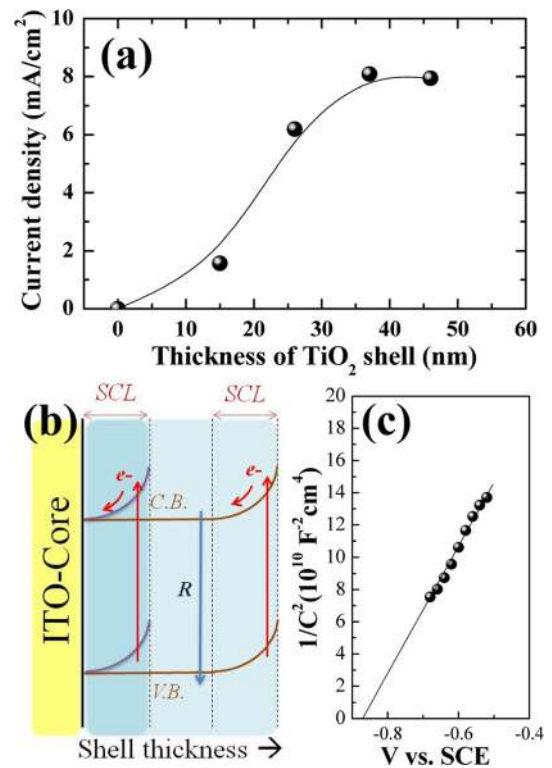 (a)
Current density (mA/cm²)
8
6
4
2
0
0 10 20 30 40 50 60
Thickness of TiO₂ shell (nm)
(b)
SCL SCL
e- e-
C.B.
R
V.B.
ITO-Core
Shell thickness →
(c)
1/C² (10¹⁰ F⁻² cm⁴)
20
18
16
14
12
10
8
6
4
2
0
-0.8 -0.6 -0.4
V vs. SCE